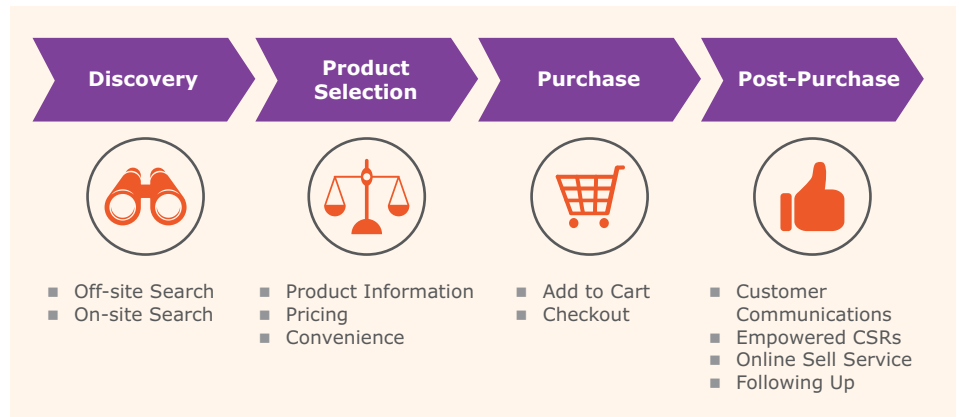 Discovery
Product
Selection
Purchase
Post-Purchase
Off-site Search
On-site Search
Product Information
Pricing
Convenience
Add to Cart
Checkout
Customer
Communications
Empowered CSRs
Online Sell Service
Following Up